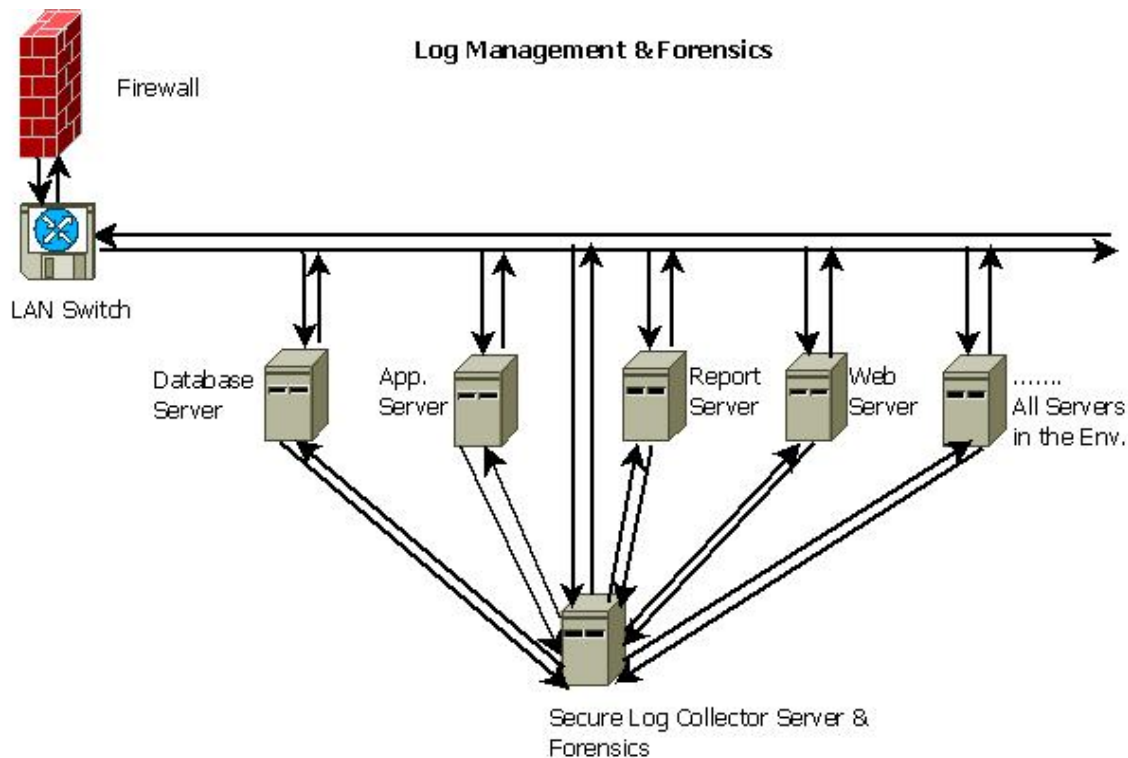 Log Management & Forensics
Firewall
LAN Switch
Database
Server
App.
Server
Report
Server
Web
Server
.......
All Servers
in the Env.
Secure Log Collector Server &
Forensics